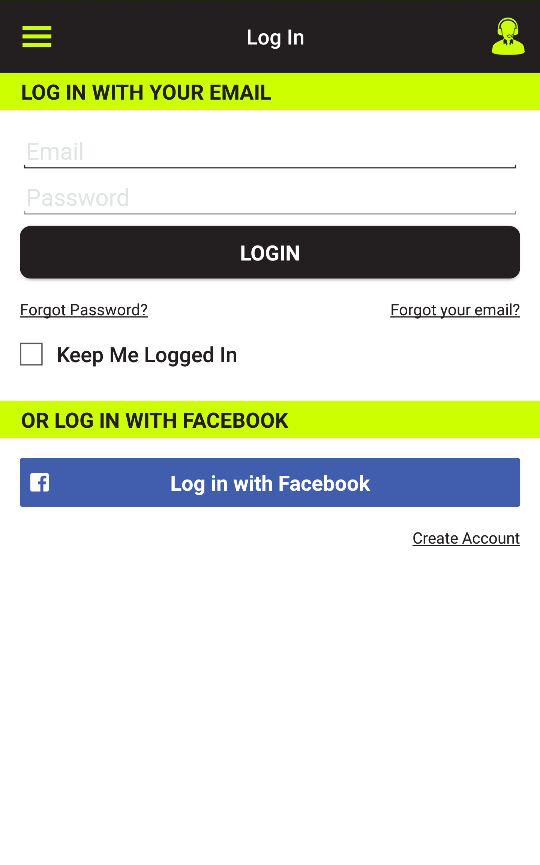 Log In
LOG IN WITH YOUR EMAIL
Email
Password
LOGIN
Forgot Password? Forgot your email?
Keep Me Logged In
OR LOG IN WITH FACEBOOK
Log in with Facebook
Create Account